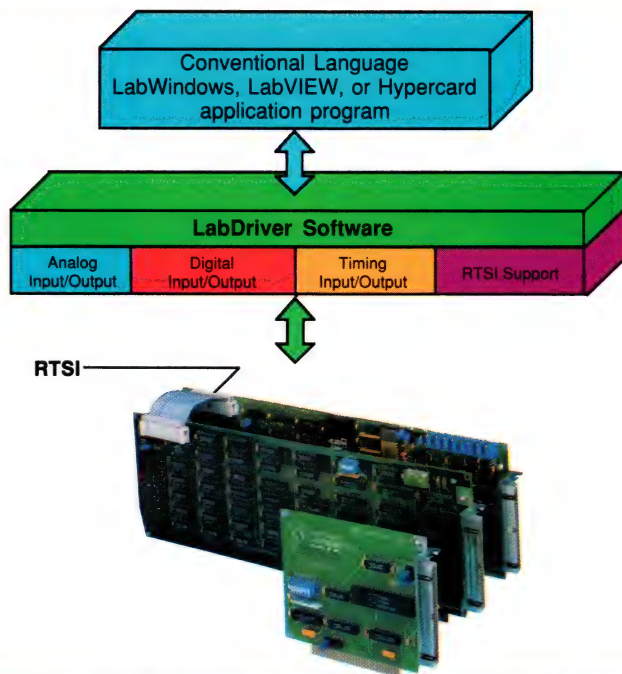 Conventional Language
LabWindows, LabVIEW, or Hypercard
application program
LabDriver Software
Analog
Input/Output
Digital
Input/Output
Timing
Input/Output
RTSI Support
RTSI